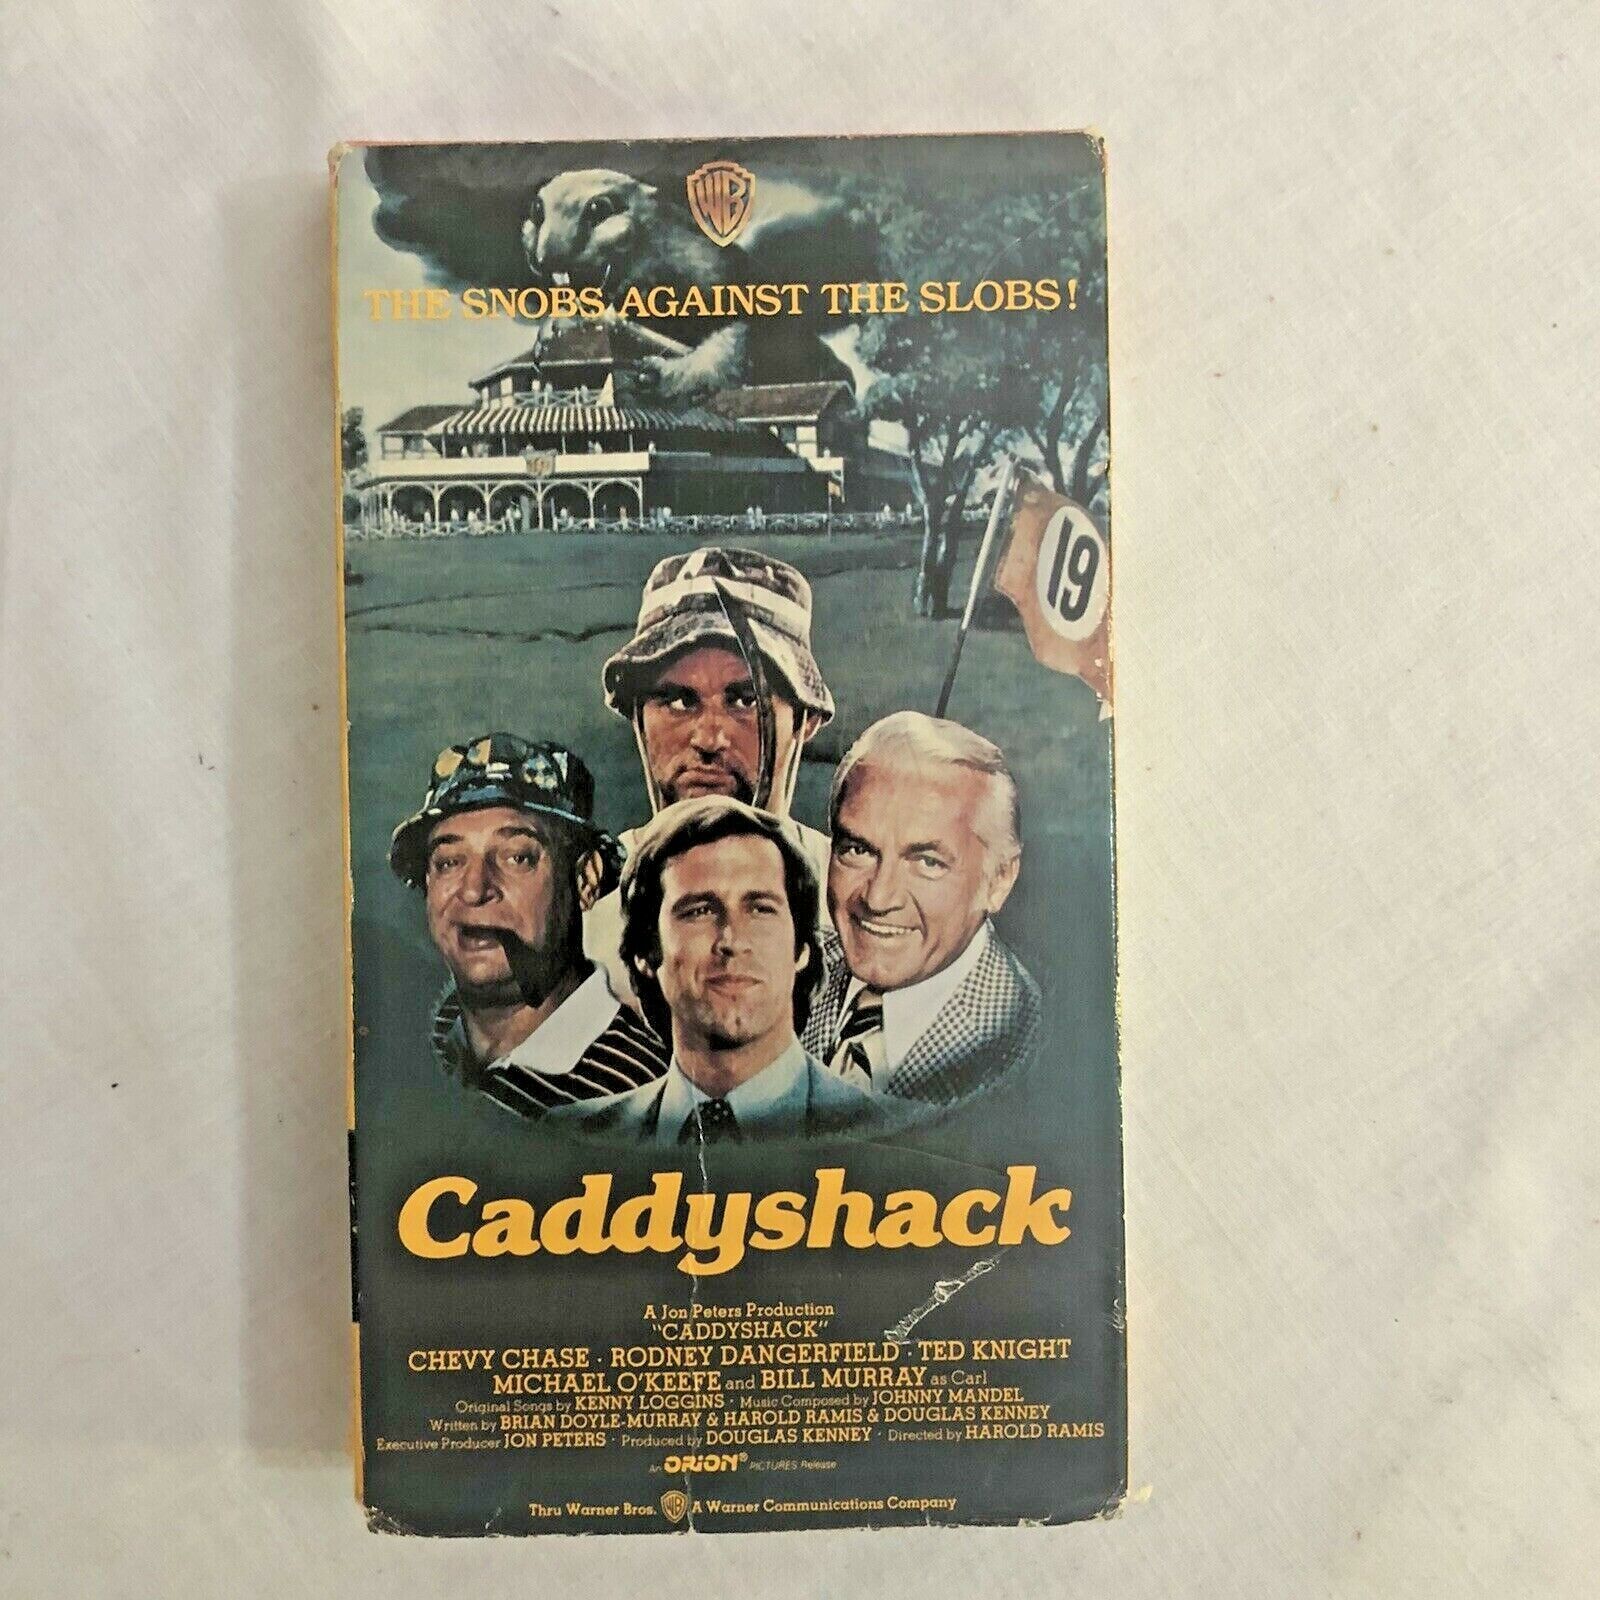 WB
THE SNOBS AGAINST THE SLOBS!
19
Caddyshack
A Jon Peters Production
"CADDYSHACK"
CHEVY CHASE · RODNEY DANGERFIELD · TED KNIGHT
MICHAEL O'KEEFE and BILL MURRAY as Carl
Original Songs by KENNY LOGGINS · Music Composed by JOHNNY MANDEL
Written by BRIAN DOYLE-MURRAY & HAROLD RAMIS & DOUGLAS KENNEY
Executive Producer JON PETERS · Produced by DOUGLAS KENNEY · Directed by HAROLD RAMIS
An ORION® PICTURES Release
Thru Warner Bros. WB A Warner Communications Company